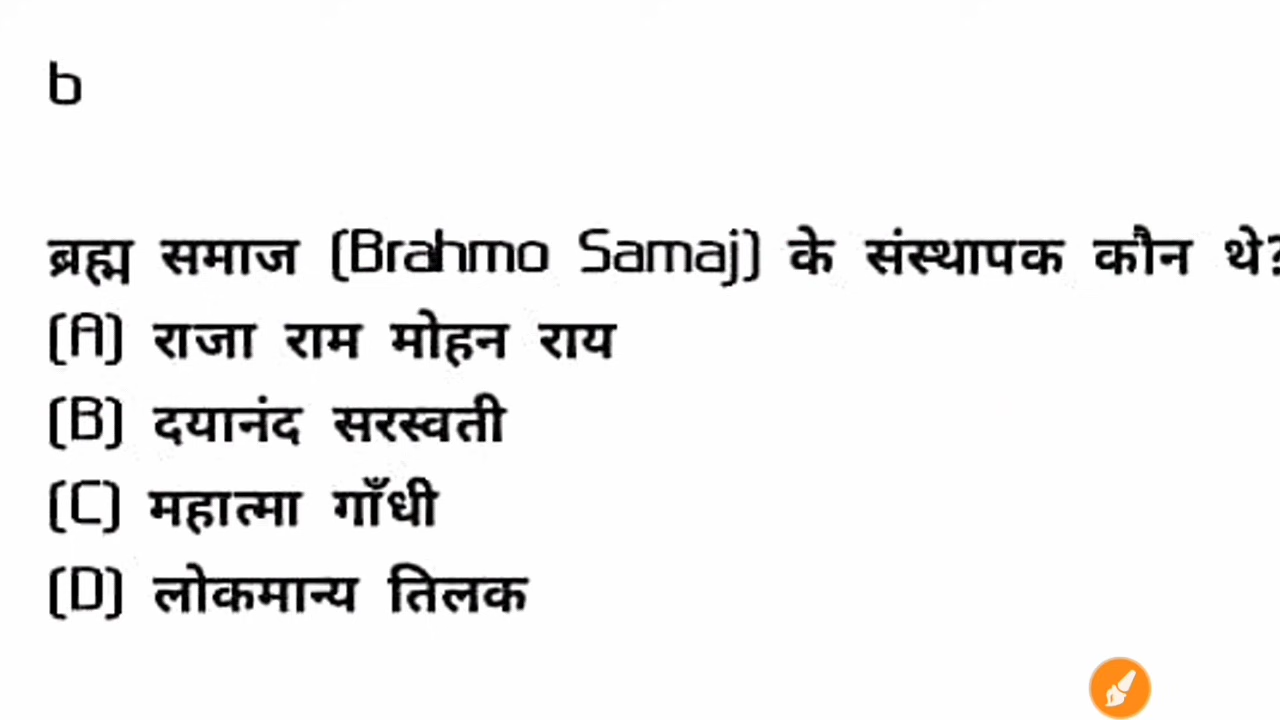 b
ब्रह्म समाज (Brahmo Samaj) के संस्थापक कौन थे?
(A) राजा राम मोहन राय
(B) दयानंद सरस्वती
(C) महात्मा गाँधी
(D) लोकमान्य तिलक